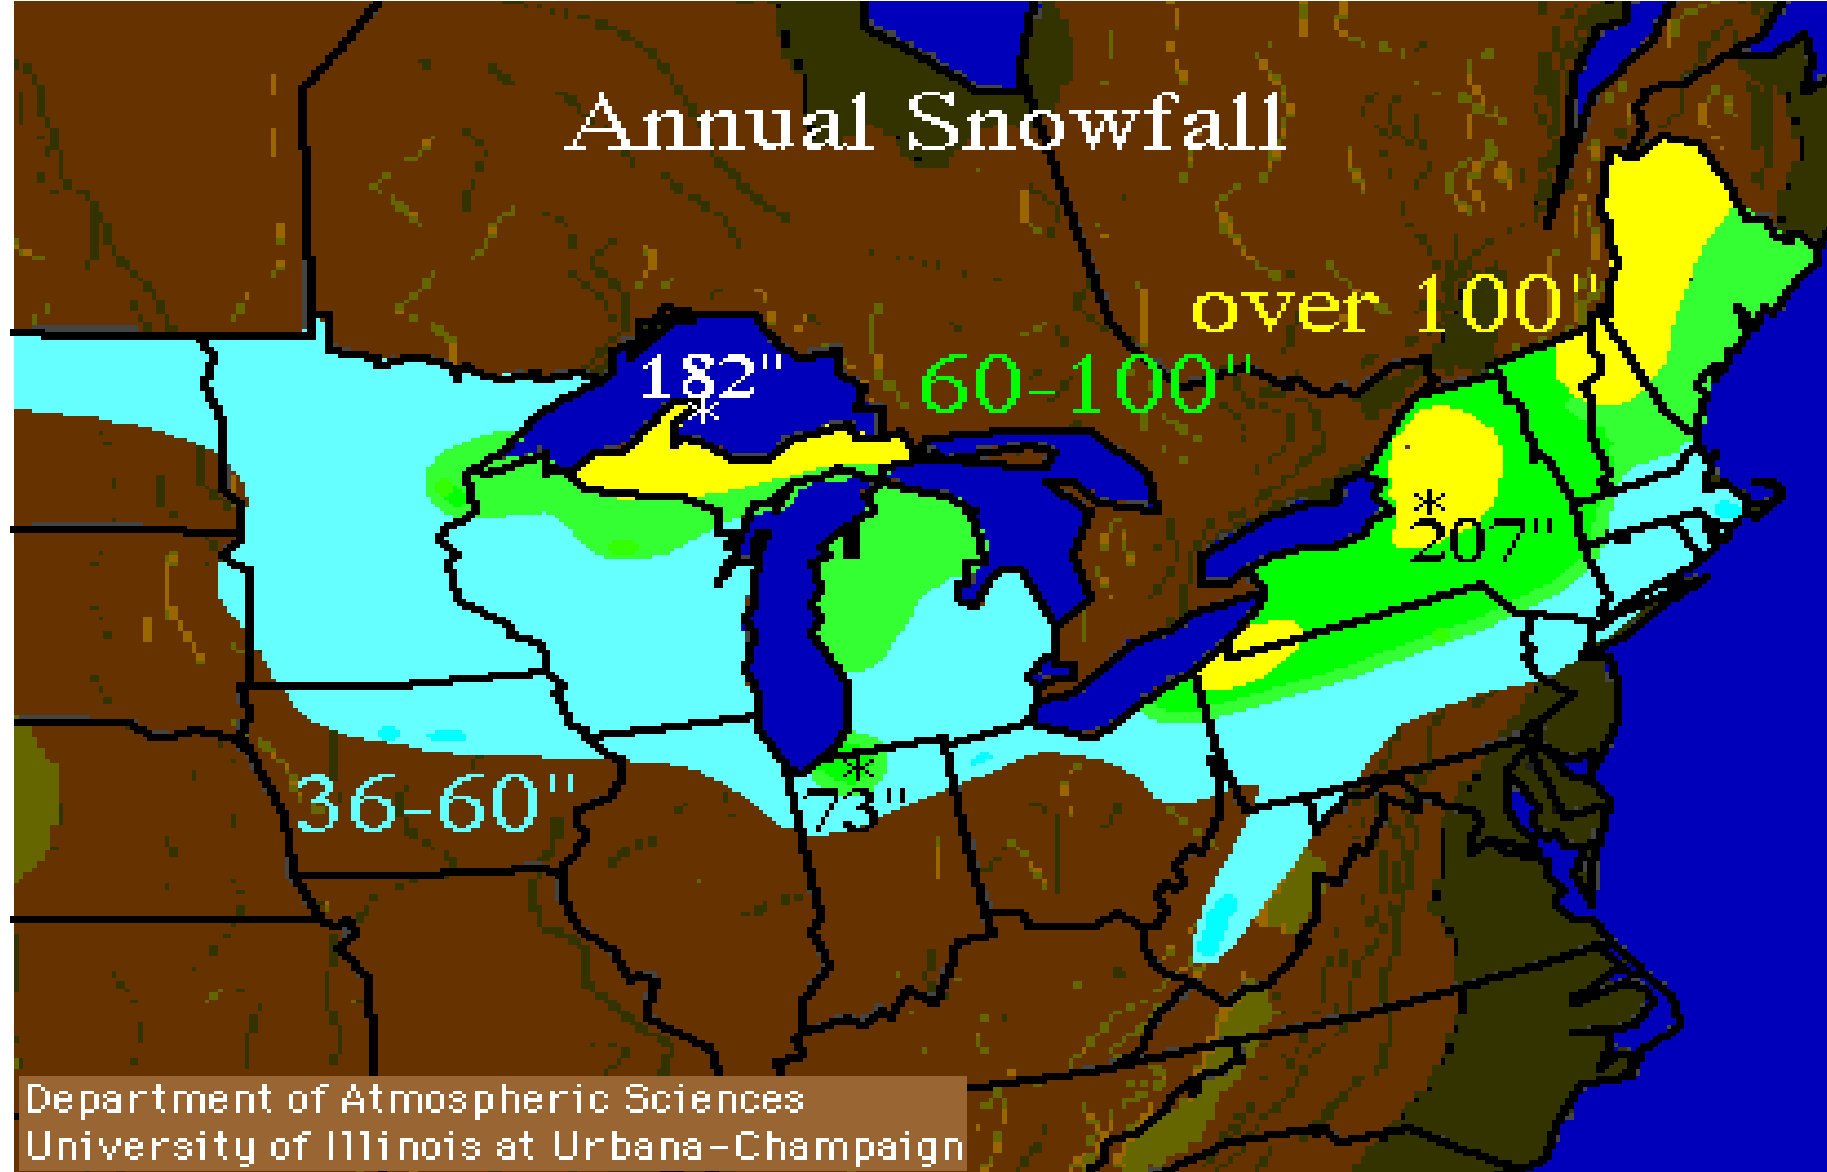 Annual Snowfall
over 100"
182"
60-100"
*
*
207"
36-60"
*
73"
Department of Atmospheric Sciences
University of Illinois at Urbana-Champaign